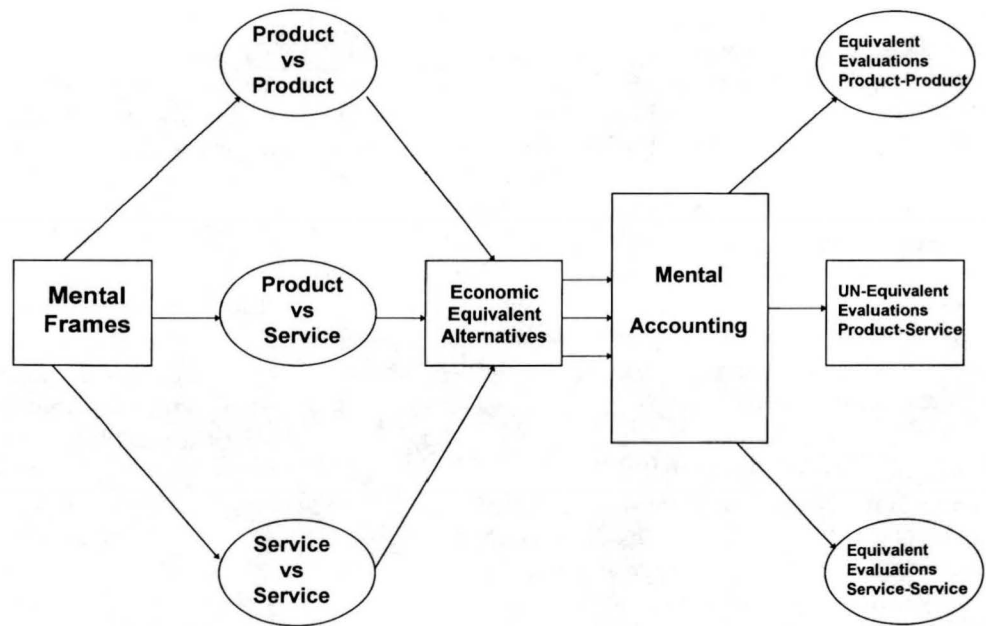 Product
vs
Product
Equivalent
Evaluations
Product-Product
Mental
Frames
Product
vs
Service
Economic
Equivalent
Alternatives
Mental
Accounting
UN-Equivalent
Evaluations
Product-Service
Service
vs
Service
Equivalent
Evaluations
Service-Service